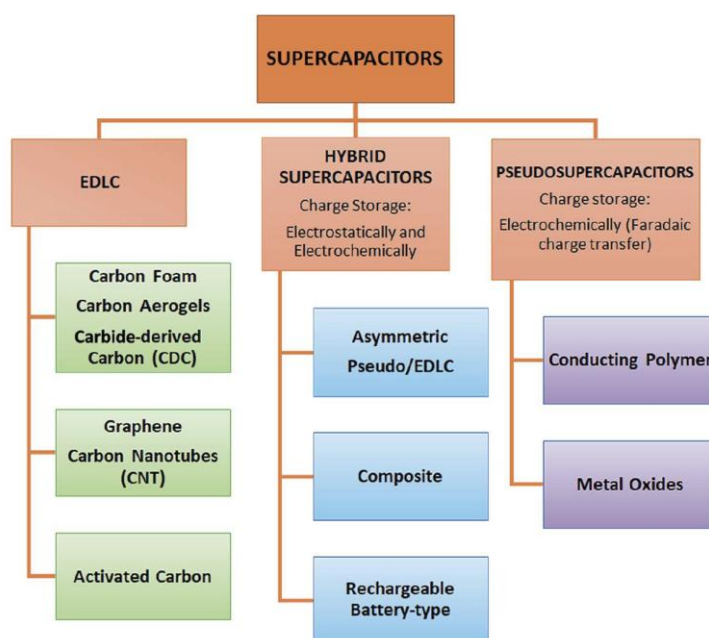 SUPERCAPACITORS
EDLC
Carbon Foam
Carbon Aerogels
Carbide-derived
Carbon (CDC)
Graphene
Carbon Nanotubes
(CNT)
Activated Carbon
HYBRID
SUPERCAPACITORS
Charge Storage:
Electrostatically and
Electrochemically
Asymmetric
Pseudo/EDLC
Composite
Rechargeable
Battery-type
PSEUDOSUPERCAPACITORS
Charge storage:
Electrochemically (Faradaic
charge transfer)
Conducting Polymer
Metal Oxides